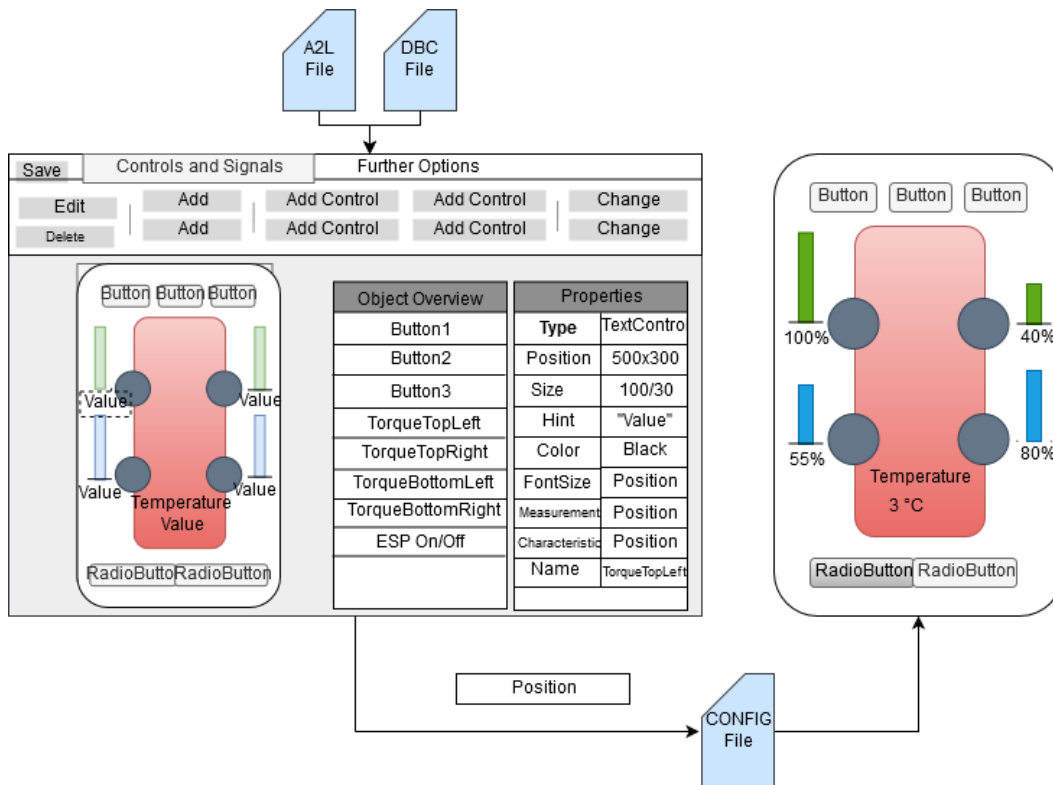 A2L
File
DBC
File
Save
Controls and Signals
Further Options
Edit
Delete
Add
Add
Add Control
Add Control
Add Control
Add Control
Change
Change
Button
Button
Button
Value
Value
Value
Value
Temperature
Value
RadioButto
RadioButton
Object Overview
Button1
Button2
Button3
TorqueTopLeft
TorqueTopRight
TorqueBottomLeft
TorqueBottomRight
ESP On/Off
Properties
Type TextContro
Position 500x300
Size 100/30
Hint "Value"
Color Black
FontSize Position
Measurement Position
Characteristic Position
Name TorqueTopLeft
Button
Button
Button
100%
40%
55%
80%
Temperature
3 °C
RadioButton
RadioButton
Position
CONFIG
File